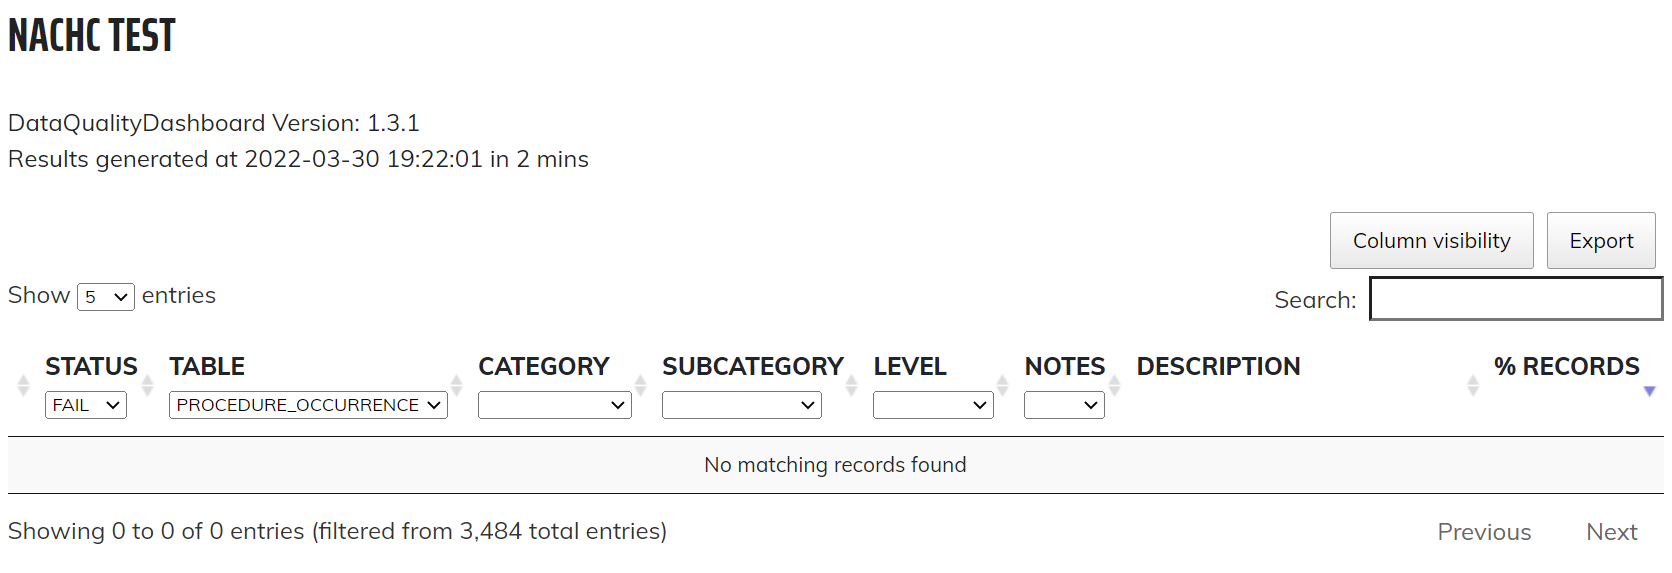 NACHC TEST
DataQualityDashboard Version: 1.3.1
Results generated at 2022-03-30 19:22:01 in 2 mins
Column visibility Export
Show 5 entries Search:
STATUS TABLE CATEGORY SUBCATEGORY LEVEL NOTES DESCRIPTION % RECORDS
FAIL PROCEDURE_OCCURRENCE
No matching records found
Showing 0 to 0 of 0 entries (filtered from 3,484 total entries) Previous Next